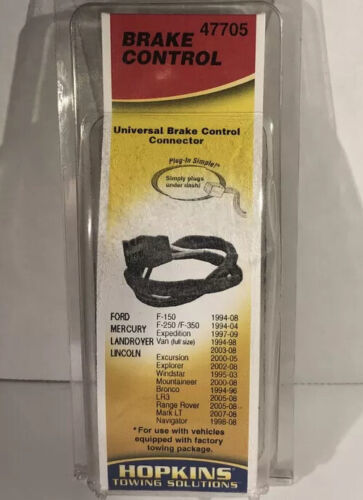 BRAKE 47705
CONTROL
Universal Brake Control
Connector
Plug-In Simple!
Simply plugs
under dash!
FORD F-150 1994-08
MERCURY F-250 /F-350 1994-04
Expedition 1997-09
LANDROVER Van (full size) 1994-98
2003-08
LINCOLN
Excursion 2000-05
Explorer 2002-08
Windstar 1995-03
Mountaineer 2000-08
Bronco 1994-96
LR3 2005-08
Range Rover 2005-08
Mark LT 2007-08
Navigator 1998-08
*For use with vehicles
equipped with factory
towing package.
HOPKINS
TOWING SOLUTIONS